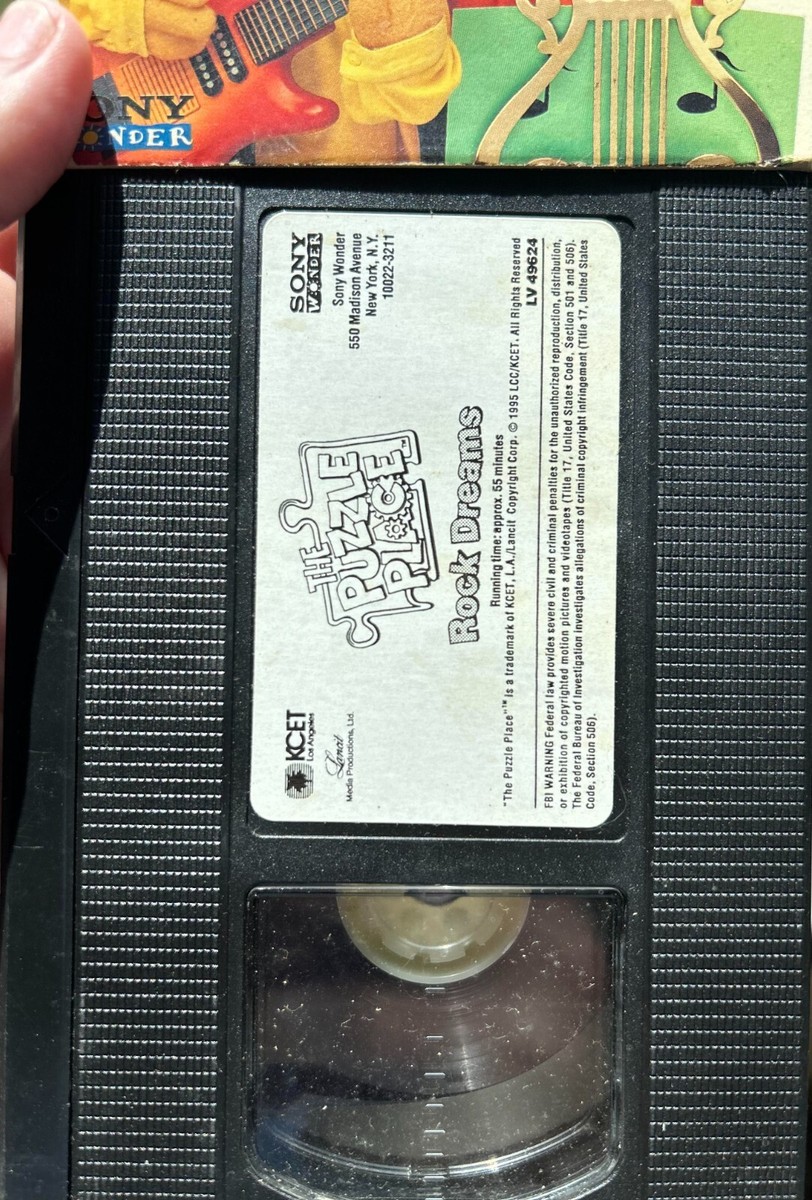 SONY
WONDER
KCET
Los Angeles
Lancit
Media Productions, Ltd.
THE
PUZZLE
PLACE™
SONY
WONDER
Sony Wonder
550 Madison Avenue
New York, N.Y.
10022-3211
Rock Dreams
Running time: approx. 55 minutes
"The Puzzle Place"™ is a trademark of KCET, L.A./Lancit Copyright Corp. © 1995 LCC/KCET. All Rights Reserved
LV 49624
FBI WARNING Federal law provides severe civil and criminal penalties for the unauthorized reproduction, distribution,
or exhibition of copyrighted motion pictures and videotapes (Title 17, United States Code, Section 501 and 506).
The Federal Bureau of Investigation investigates allegations of criminal copyright infringement (Title 17, United States
Code, Section 506).